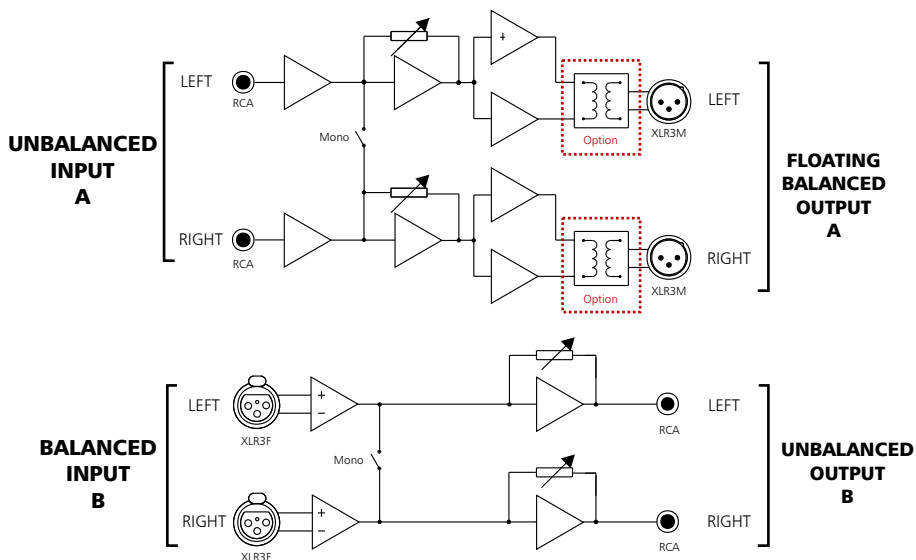 UNBALANCED
INPUT
A
LEFT
RCA
Mono
RIGHT
RCA
+
Option
XLR3M
LEFT
Option
XLR3M
RIGHT
FLOATING
BALANCED
OUTPUT
A
BALANCED
INPUT
B
LEFT
XLR3F
+
−
Mono
RIGHT
XLR3F
+
−
RCA
LEFT
RCA
RIGHT
UNBALANCED
OUTPUT
B